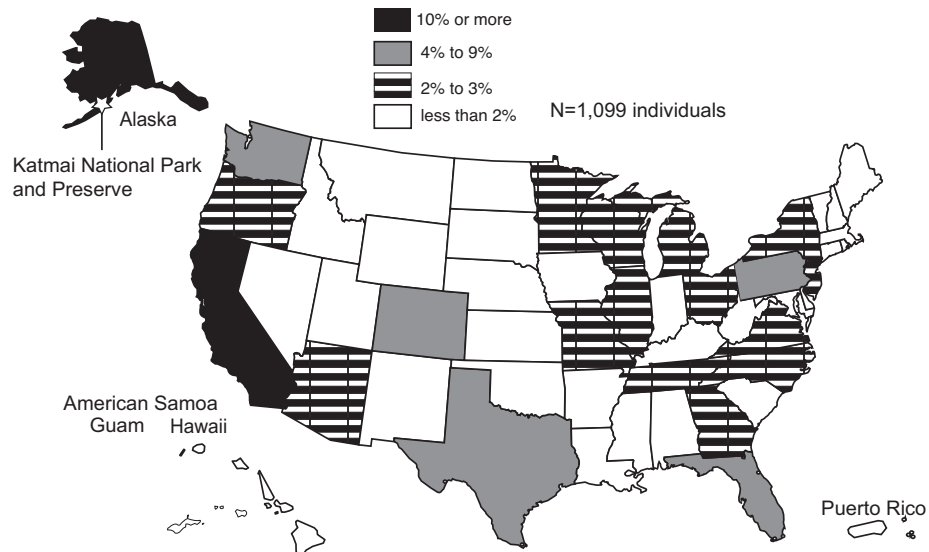 10% or more
4% to 9%
2% to 3%
less than 2%
N=1,099 individuals
Alaska
Katmai National Park
and Preserve
American Samoa
Guam Hawaii
Puerto Rico